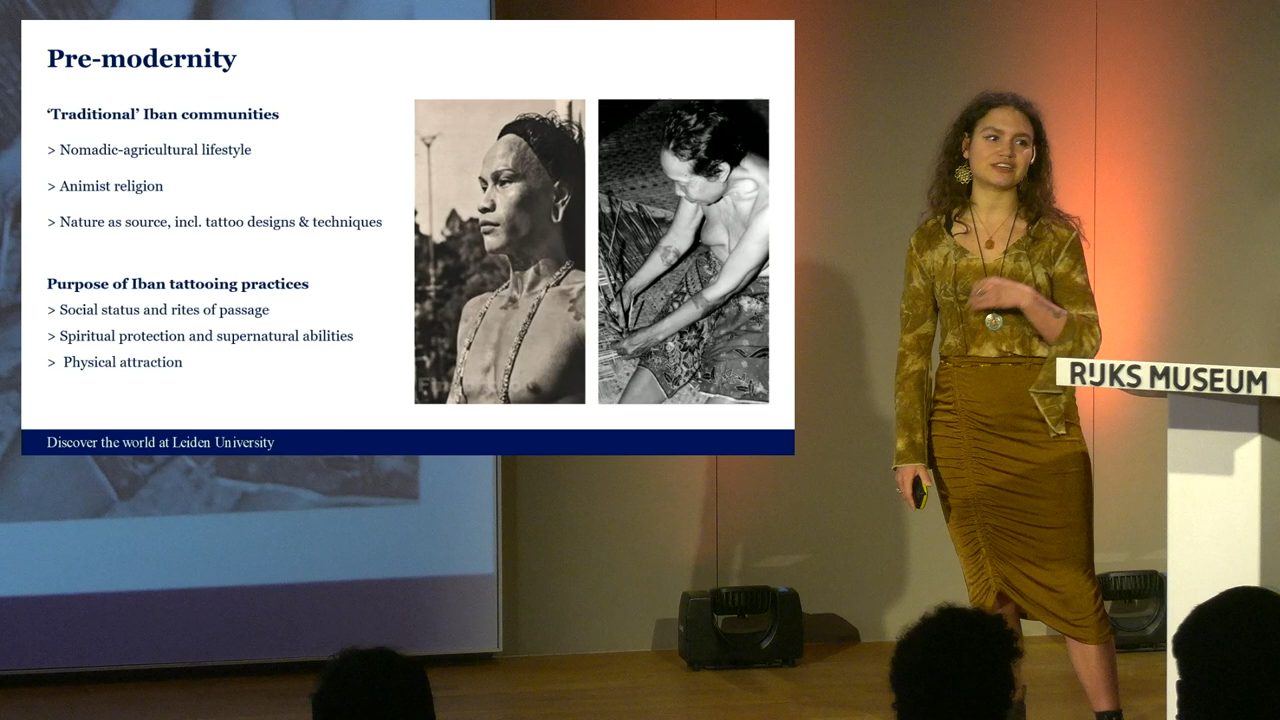 Pre-modernity
‘Traditional’ Iban communities
> Nomadic-agricultural lifestyle
> Animist religion
> Nature as source, incl. tattoo designs & techniques
Purpose of Iban tattooing practices
> Social status and rites of passage
> Spiritual protection and supernatural abilities
> Physical attraction
Discover the world at Leiden University
RIJKS MUSEUM